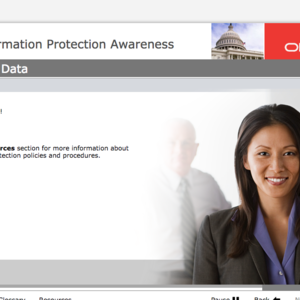 rmation Protection Awareness
Data
!
rces section for more information about
tection policies and procedures.
Glossary
Resources
Pause
Back